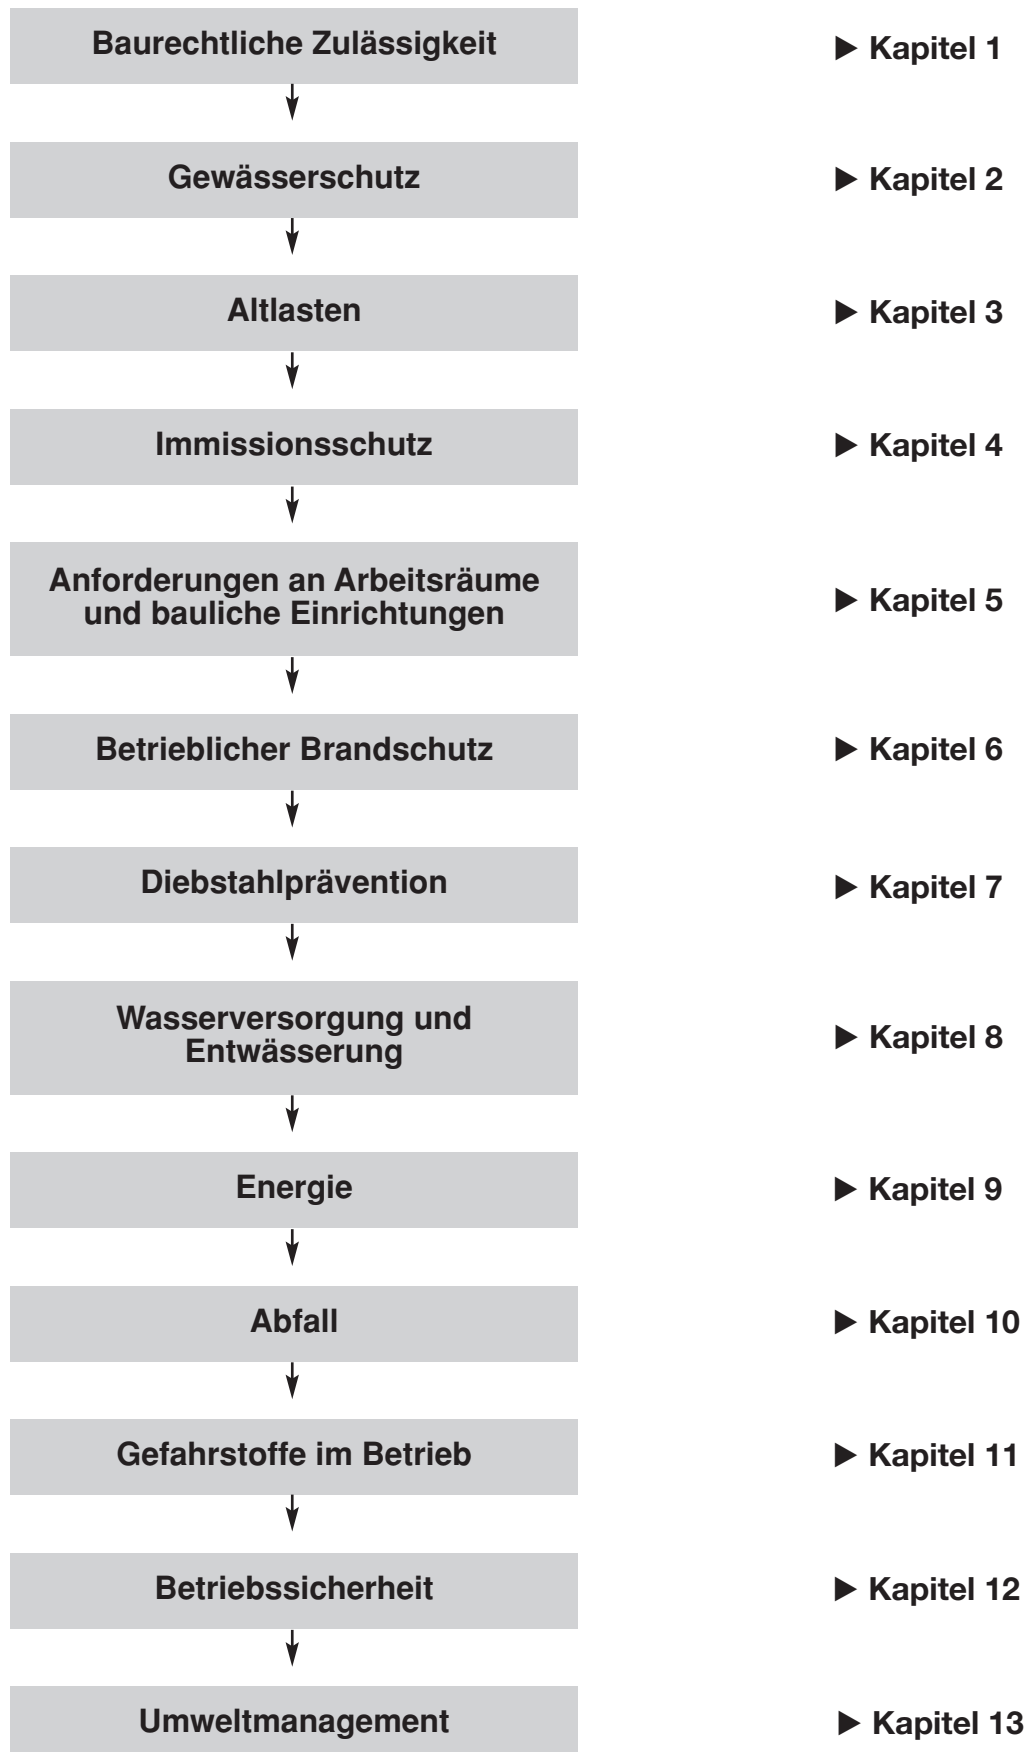 Baurechtliche Zulässigkeit
▶ Kapitel 1
Gewässerschutz
▶ Kapitel 2
Altlasten
▶ Kapitel 3
Immissionsschutz
▶ Kapitel 4
Anforderungen an Arbeitsräume
und bauliche Einrichtungen
▶ Kapitel 5
Betrieblicher Brandschutz
▶ Kapitel 6
Diebstahlprävention
▶ Kapitel 7
Wasserversorgung und
Entwässerung
▶ Kapitel 8
Energie
▶ Kapitel 9
Abfall
▶ Kapitel 10
Gefahrstoffe im Betrieb
▶ Kapitel 11
Betriebssicherheit
▶ Kapitel 12
Umweltmanagement
▶ Kapitel 13